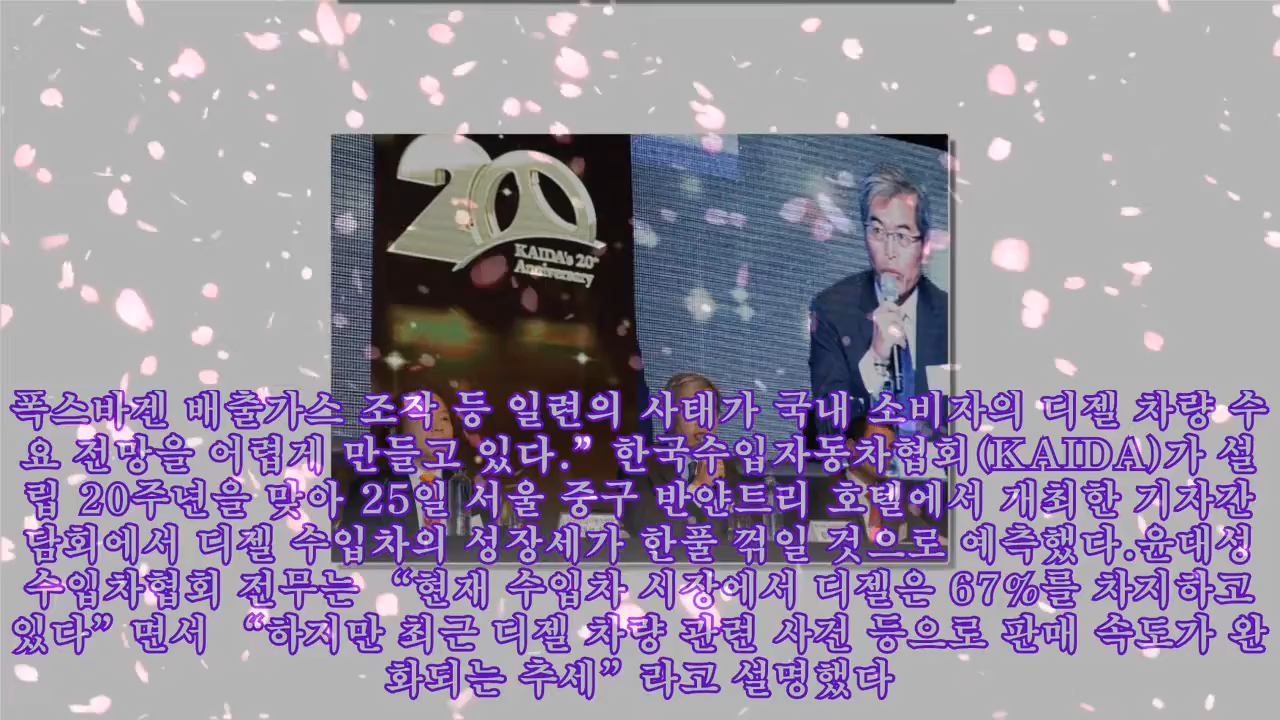 20
KAIDA's 20th
Anniversary
폭스바겐 배출가스 조작 등 일련의 사태가 국내 소비자의 디젤 차량 수
요 전망을 어렵게 만들고 있다.” 한국수입자동차협회(KAIDA)가 설
립 20주년을 맞아 25일 서울 중구 반얀트리 호텔에서 개최한 기자간
담회에서 디젤 수입차의 성장세가 한풀 꺾일 것으로 예측했다.윤대성
수입차협회 전무는 “현재 수입차 시장에서 디젤은 67%를 차지하고
있다” 면서 “하지만 최근 디젤 차량 관련 사건 등으로 판매 속도가 완
화되는 추세” 라고 설명했다